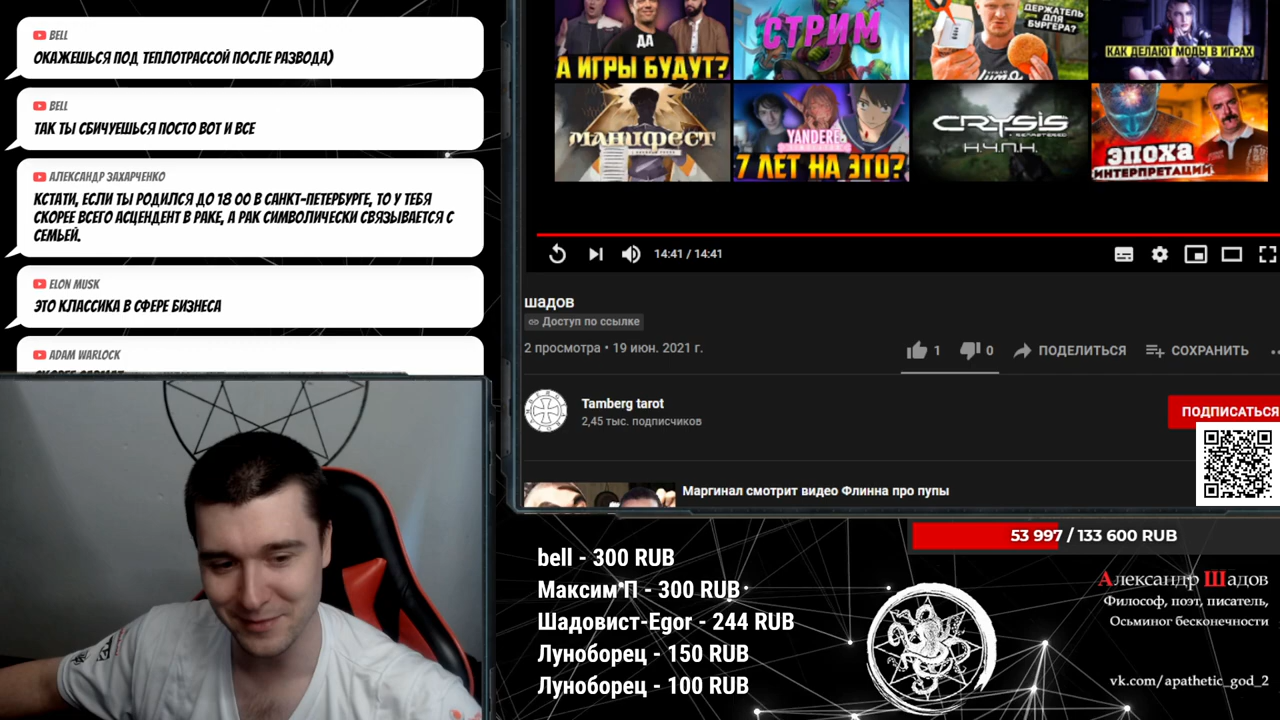 BELL
ОКАЖЕШЬСЯ ПОД ТЕПЛОТРАССОЙ ПОСЛЕ РАЗВОДА)
BELL
ТАК ТЫ СБИЧУЕШЬСЯ ПОСТО ВОТ И ВСЕ
АЛЕКСАНДР ЗАХАРЧЕНКО
КСТАТИ, ЕСЛИ ТЫ РОДИЛСЯ ДО 18 00 В САНКТ-ПЕТЕРБУРГЕ, ТО У ТЕБЯ
СКОРЕЕ ВСЕГО АСЦЕНДЕНТ В РАКЕ, А РАК СИМВОЛИЧЕСКИ СВЯЗЫВАЕТСЯ С
СЕМЬЕЙ.
ELON MUSK
ЭТО КЛАССИКА В СФЕРЕ БИЗНЕСА
ADAM WARLOCK
ДА
А ИГРЫ БУДУТ?
СТРИМ
ДЕРЖАТЕЛЬ
ДЛЯ
БУРГЕРА?
КАК ДЕЛАЮТ МОДЫ В ИГРАХ
МАНИФЕСТ
YANDERE
7 ЛЕТ НА ЭТО?
CRYSIS
REMASTERED
Н.Ч.П.Н.
ЭПОХА
ИНТЕРПРЕТАЦИЙ
14:41 / 14:41
шадов
Доступ по ссылке
2 просмотра • 19 июн. 2021 г.
1
0
ПОДЕЛИТЬСЯ
СОХРАНИТЬ
Tamberg tarot
2,45 тыс. подписчиков
ПОДПИСАТЬСЯ
Маргинал смотрит видео Флинна про пупы
53 997 / 133 600 RUB
bell - 300 RUB
Максим П - 300 RUB
Шадовист-Egor - 244 RUB
Луноборец - 150 RUB
Луноборец - 100 RUB
Александр Шадов
Философ, поэт, писатель,
Осьминог бесконечности
vk.com/apathetic_god_2